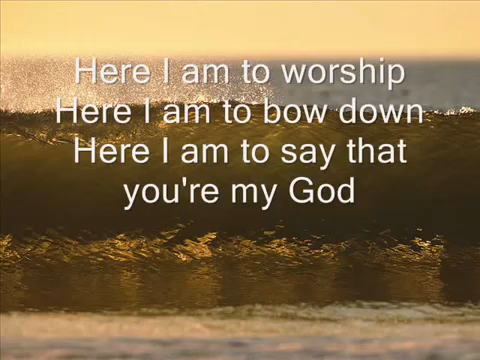 Here I am to worship
Here I am to bow down
Here I am to say that
you're my God